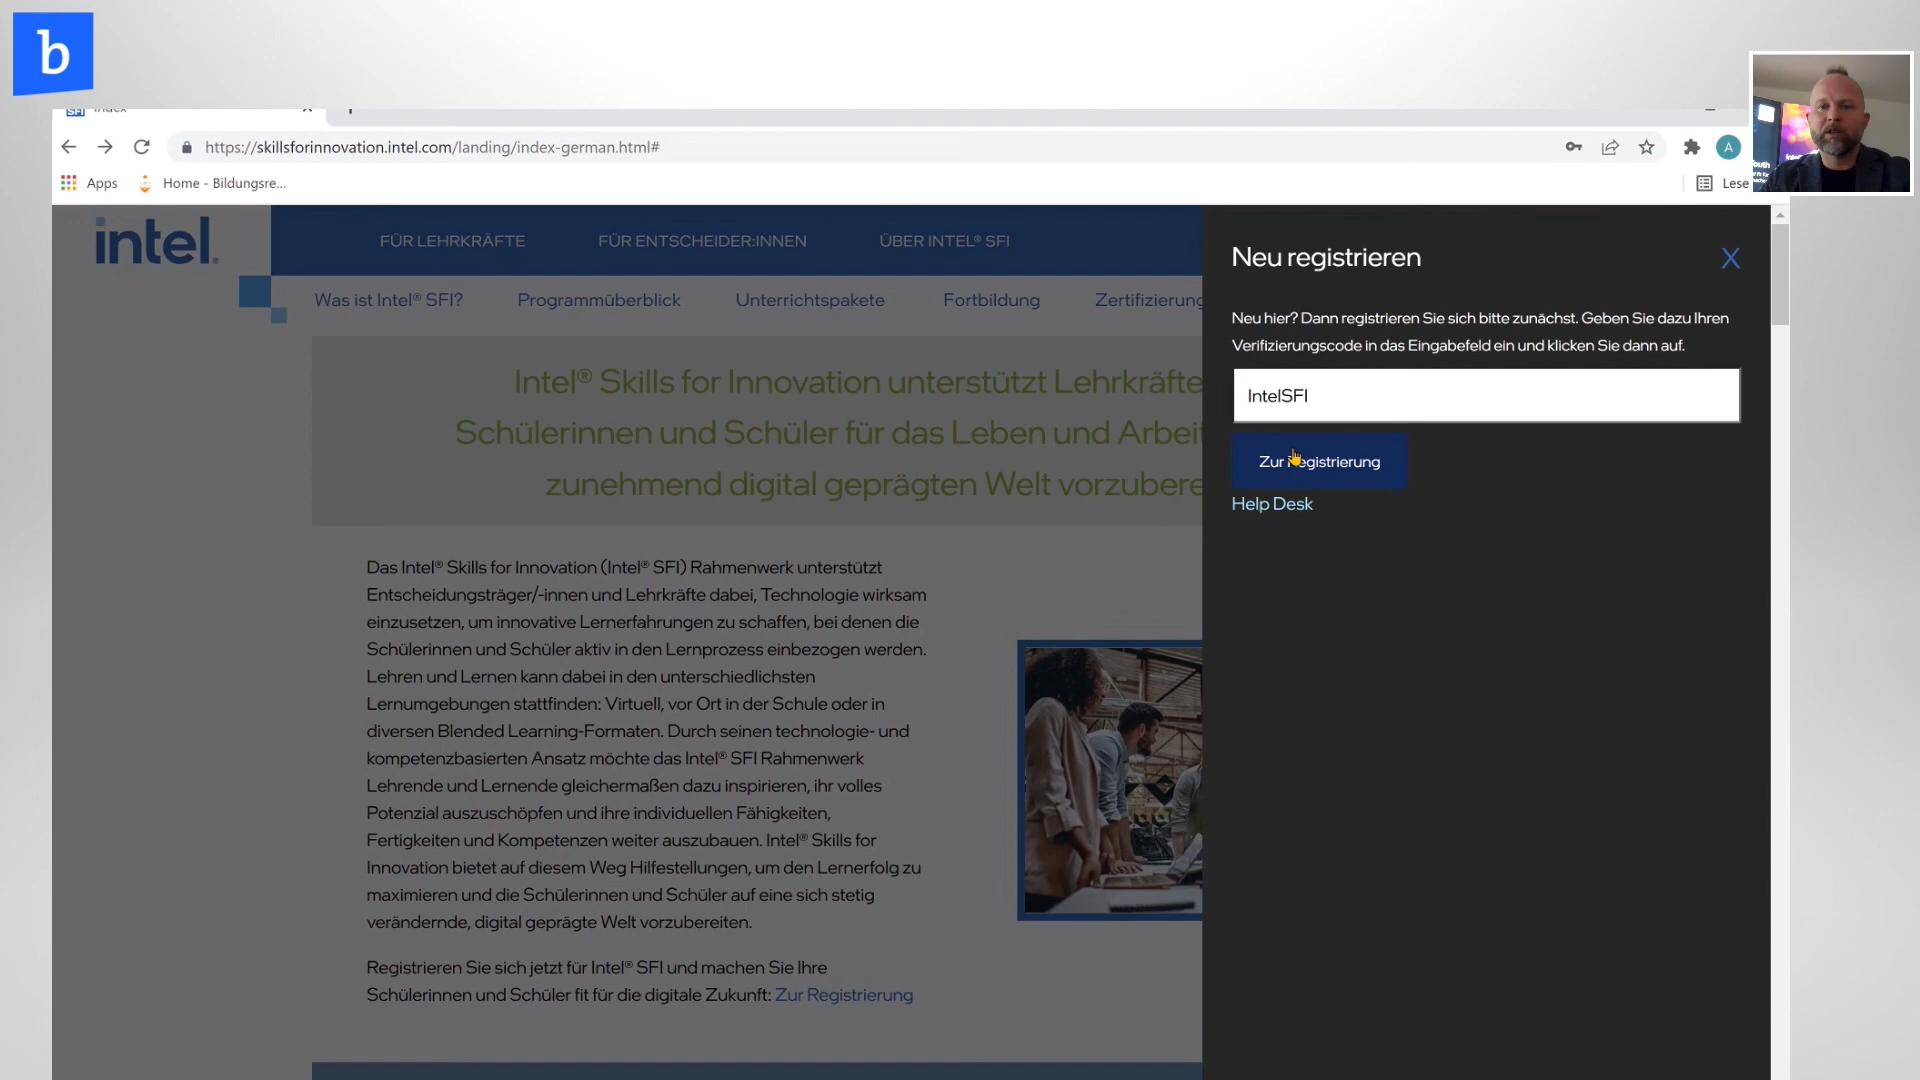 b
SFI Index
https://skillsforinnovation.intel.com/landing/index-german.html#
A
Apps
Home - Bildungsre...
Lese
intel.
FÜR LEHRKRÄFTE
FÜR ENTSCHEIDER:INNEN
ÜBER INTEL® SFI
Was ist Intel® SFI?
Programmüberblick
Unterrichtspakete
Fortbildung
Zertifizierung
Intel® Skills for Innovation unterstützt Lehrkräfte
Schülerinnen und Schüler für das Leben und Arbeit
zunehmend digital geprägten Welt vorzubere
Das Intel® Skills for Innovation (Intel® SFI) Rahmenwerk unterstützt
Entscheidungsträger/-innen und Lehrkräfte dabei, Technologie wirksam
einzusetzen, um innovative Lernerfahrungen zu schaffen, bei denen die
Schülerinnen und Schüler aktiv in den Lernprozess einbezogen werden.
Lehren und Lernen kann dabei in den unterschiedlichsten
Lernumgebungen stattfinden: Virtuell, vor Ort in der Schule oder in
diversen Blended Learning-Formaten. Durch seinen technologie- und
kompetenzbasierten Ansatz möchte das Intel® SFI Rahmenwerk
Lehrende und Lernende gleichermaßen dazu inspirieren, ihr volles
Potenzial auszuschöpfen und ihre individuellen Fähigkeiten,
Fertigkeiten und Kompetenzen weiter auszubauen. Intel® Skills for
Innovation bietet auf diesem Weg Hilfestellungen, um den Lernerfolg zu
maximieren und die Schülerinnen und Schüler auf eine sich stetig
verändernde, digital geprägte Welt vorzubereiten.
Registrieren Sie sich jetzt für Intel® SFI und machen Sie Ihre
Schülerinnen und Schüler fit für die digitale Zukunft: Zur Registrierung
Neu registrieren
X
Neu hier? Dann registrieren Sie sich bitte zunächst. Geben Sie dazu Ihren
Verifizierungscode in das Eingabefeld ein und klicken Sie dann auf.
IntelSFI
Zur Registrierung
Help Desk